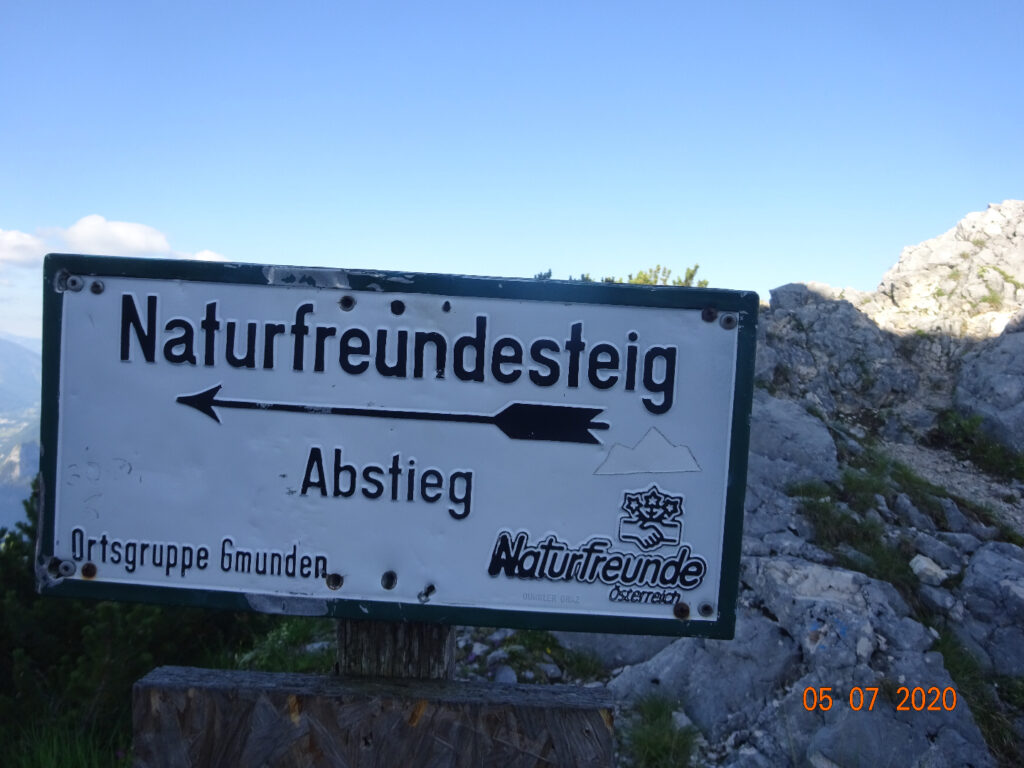 Naturfreundesteig
Abstieg
Ortsgruppe Gmunden
Naturfreunde
Österreich
05 07 2020